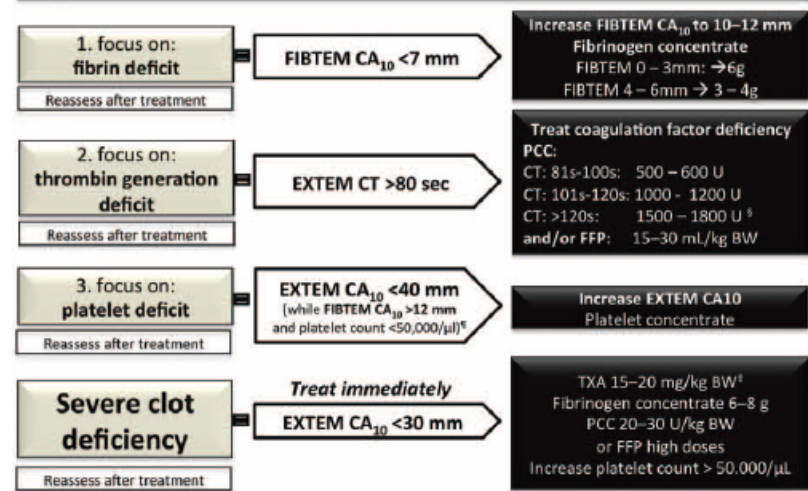 1. focus on:
fibrin deficit
Reassess after treatment
FIBTEM CA10 <7 mm
Increase FIBTEM CA10 to 10–12 mm
Fibrinogen concentrate
FIBTEM 0 – 3mm: →6g
FIBTEM 4 – 6mm → 3 – 4g
2. focus on:
thrombin generation
deficit
Reassess after treatment
EXTEM CT >80 sec
Treat coagulation factor deficiency
PCC:
CT: 81s-100s: 500 – 600 U
CT: 101s-120s: 1000 - 1200 U
CT: >120s: 1500 – 1800 U §
and/or FFP: 15–30 mL/kg BW
3. focus on:
platelet deficit
Reassess after treatment
EXTEM CA10 <40 mm
(while FIBTEM CA10 >12 mm
and platelet count <50,000/µl)¶
Increase EXTEM CA10
Platelet concentrate
Severe clot
deficiency
Reassess after treatment
Treat immediately
EXTEM CA10 <30 mm
TXA 15–20 mg/kg BW‡
Fibrinogen concentrate 6–8 g
PCC 20–30 U/kg BW
or FFP high doses
Increase platelet count > 50.000/µL